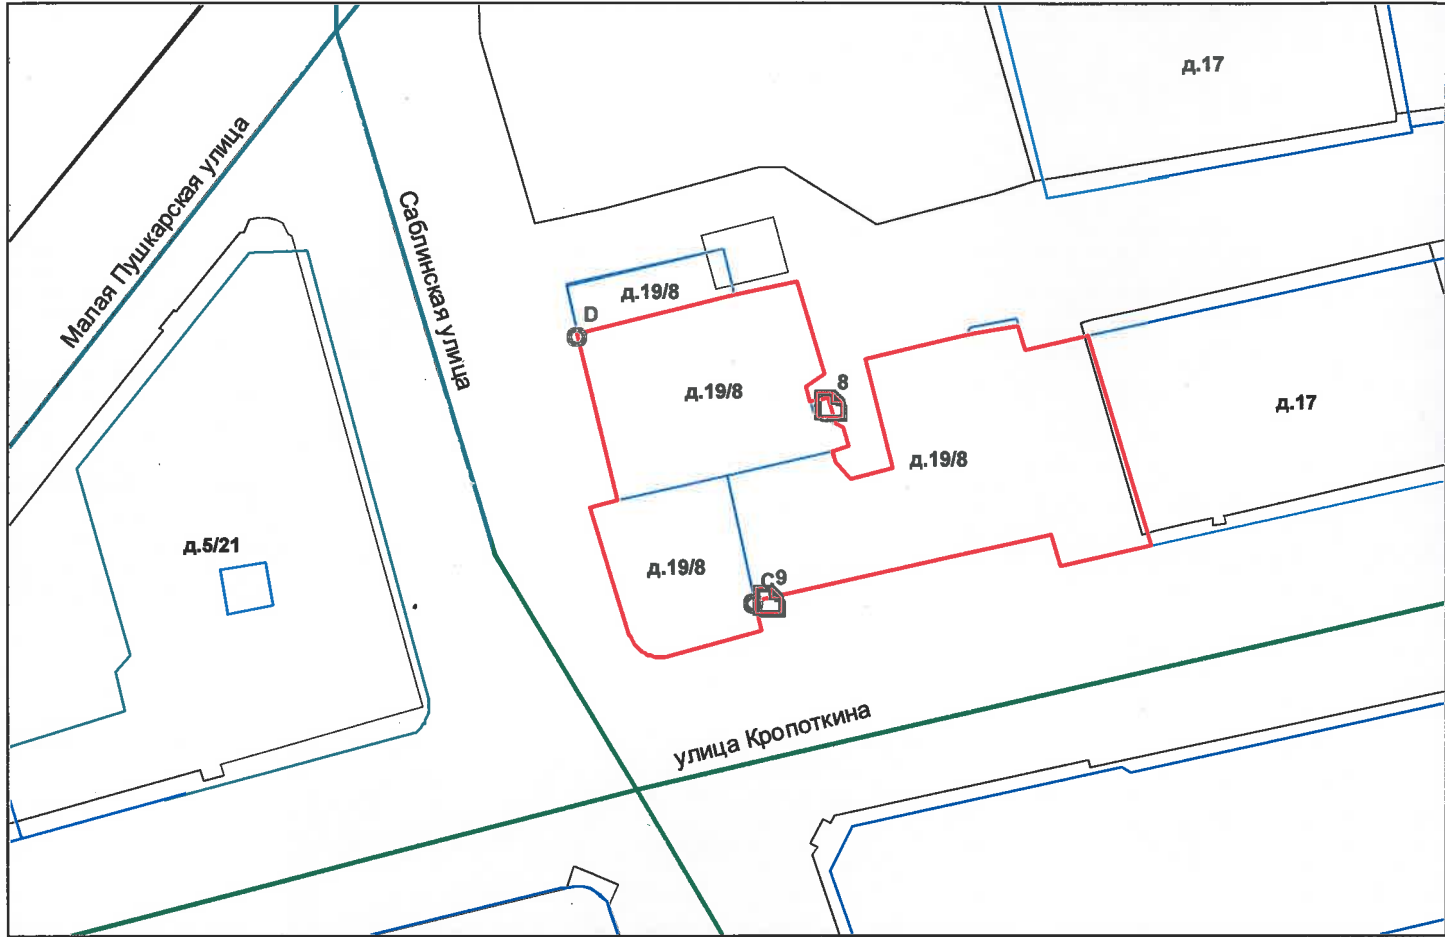 д.17
Малая Пушкарская улица
Саблинская улица
д.19/8
D
8
д.19/8
д.17
д.19/8
д.5/21
д.19/8
C9
улица Кропоткина